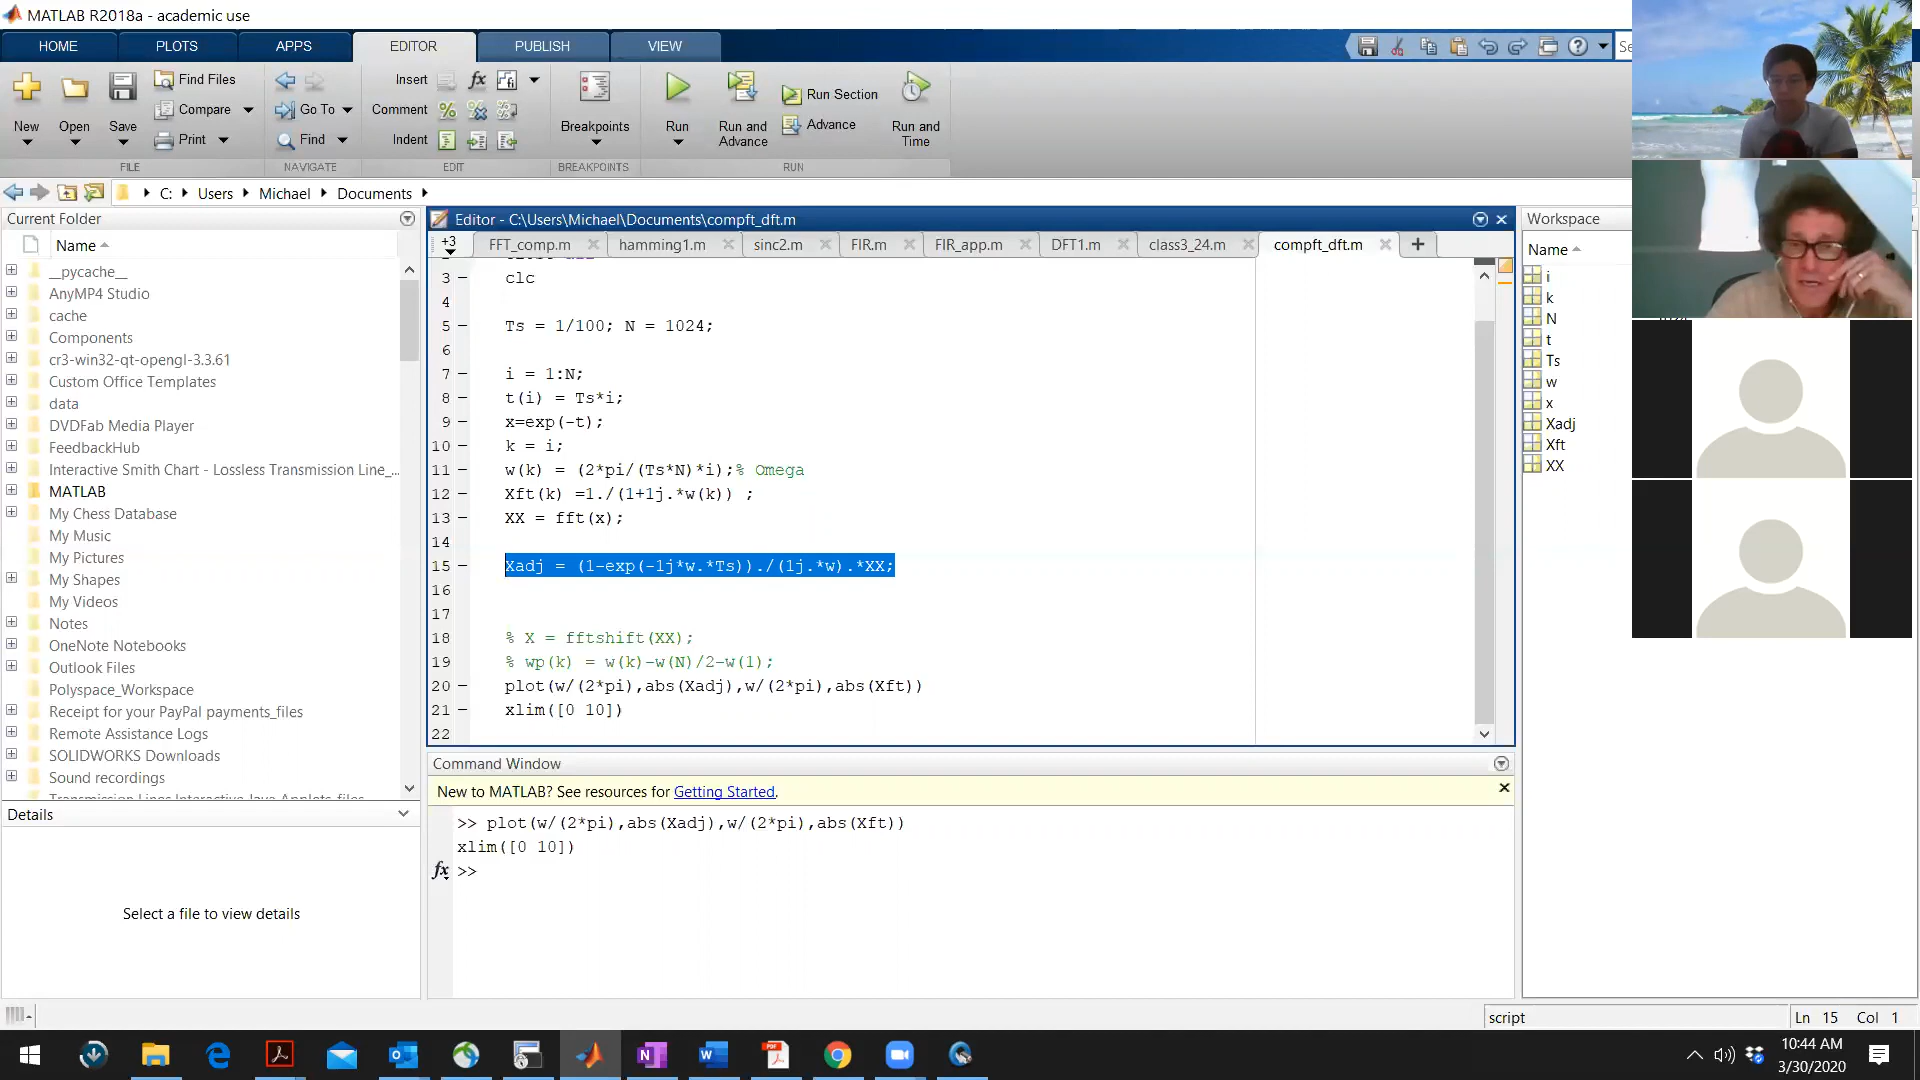 MATLAB R2018a - academic use
HOME PLOTS APPS EDITOR PUBLISH VIEW
New Open Save Find Files Compare Print
Go To Find
Insert fx Comment Indent
Breakpoints
Run Run and Advance Run Section Advance Run and Time
FILE NAVIGATE EDIT BREAKPOINTS RUN
C: Users Michael Documents
Current Folder
Name
__pycache__
AnyMP4 Studio
cache
Components
cr3-win32-qt-opengl-3.3.61
Custom Office Templates
data
DVDFab Media Player
FeedbackHub
Interactive Smith Chart - Lossless Transmission Line_...
MATLAB
My Chess Database
My Music
My Pictures
My Shapes
My Videos
Notes
OneNote Notebooks
Outlook Files
Polyspace_Workspace
Receipt for your PayPal payments_files
Remote Assistance Logs
SOLIDWORKS Downloads
Sound recordings
Details
Select a file to view details
Editor - C:\Users\Michael\Documents\compft_dft.m
+3 FFT_comp.m hamming1.m sinc2.m FIR.m FIR_app.m DFT1.m class3_24.m compft_dft.m
3 clc
4
5 Ts = 1/100; N = 1024;
6
7 i = 1:N;
8 t(i) = Ts*i;
9 x=exp(-t);
10 k = i;
11 w(k) = (2*pi/(Ts*N)*i);% Omega
12 Xft(k) =1./(1+1j.*w(k)) ;
13 XX = fft(x);
14
15 Xadj = (1-exp(-1j*w.*Ts))./(1j.*w).*XX;
16
17
18 % X = fftshift(XX);
19 % wp(k) = w(k)-w(N)/2-w(1);
20 plot(w/(2*pi),abs(Xadj),w/(2*pi),abs(Xft))
21 xlim([0 10])
22
Command Window
New to MATLAB? See resources for Getting Started.
>> plot(w/(2*pi),abs(Xadj),w/(2*pi),abs(Xft))
xlim([0 10])
fx >>
Workspace
Name
i
k
N
t
Ts
w
x
Xadj
Xft
XX
script Ln 15 Col 1
10:44 AM
3/30/2020